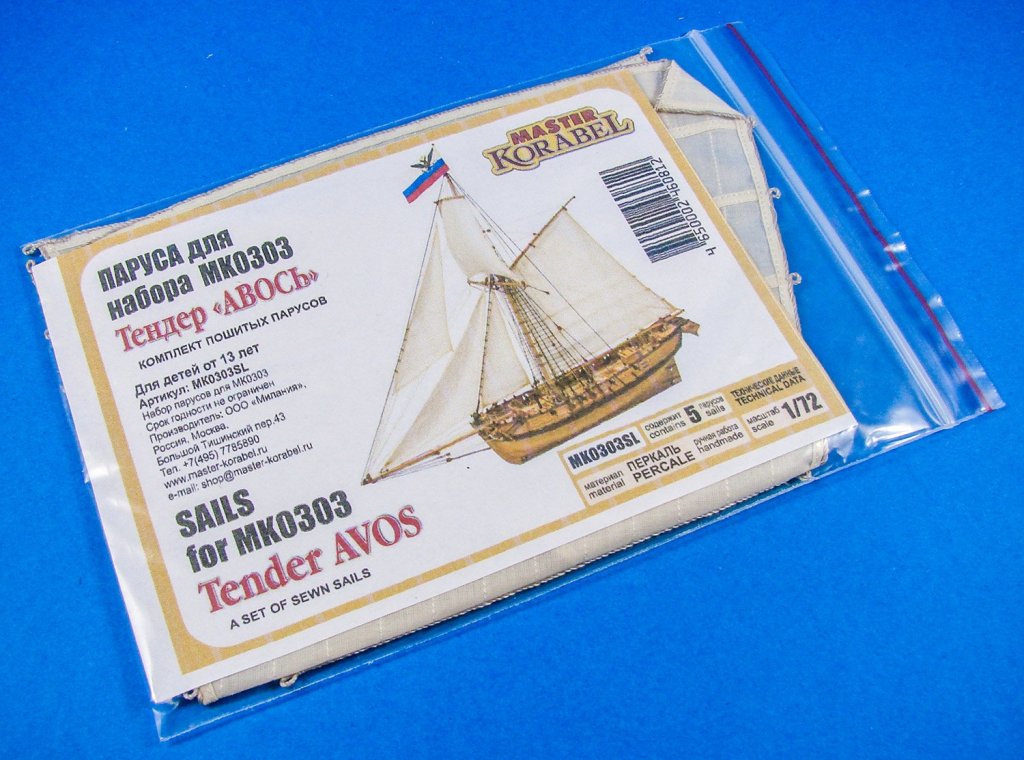 MASTER
KORABEL
4 650002 460812
ПАРУСА ДЛЯ
набора МК0303
Тендер «АВОСЬ»
КОМПЛЕКТ ПОШИТЫХ ПАРУСОВ
Для детей от 13 лет
Артикул: МК0303SL
Набор парусов для МК0303
Срок годности не ограничен
Производитель: ООО «Милания»,
Россия, Москва,
Большой Тишинский пер.43
Тел. +7(495) 7785890
www.master-korabel.ru
e-mail: shop@master-korabel.ru
SAILS
for MK0303
Tender AVOS
A SET OF SEWN SAILS
MK0303SL
содержит 5 парусов
contains sails
ТЕХНИЧЕСКИЕ ДАННЫЕ
TECHNICAL DATA
материал ПЕРКАЛЬ
material PERCALE
ручная работа
handmade
масштаб 1/72
scale